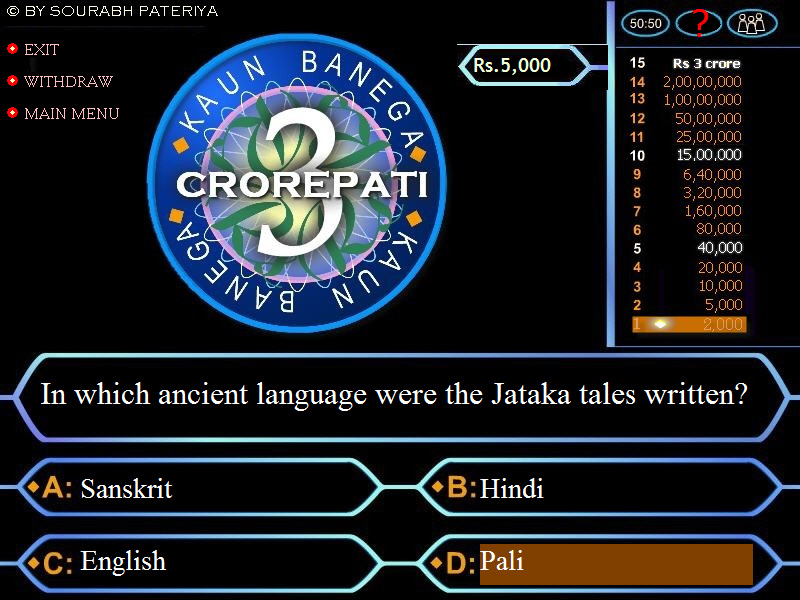 © BY SOURABH PATERIYA
EXIT
WITHDRAW
MAIN MENU
KAUN BANEGA
3
CROREPATI
KAUN BANEGA
Rs.5,000
50:50
?
15 Rs 3 crore
14 2,00,00,000
13 1,00,00,000
12 50,00,000
11 25,00,000
10 15,00,000
9 6,40,000
8 3,20,000
7 1,60,000
6 80,000
5 40,000
4 20,000
3 10,000
2 5,000
1 2,000
In which ancient language were the Jataka tales written?
A: Sanskrit
B: Hindi
C: English
D: Pali